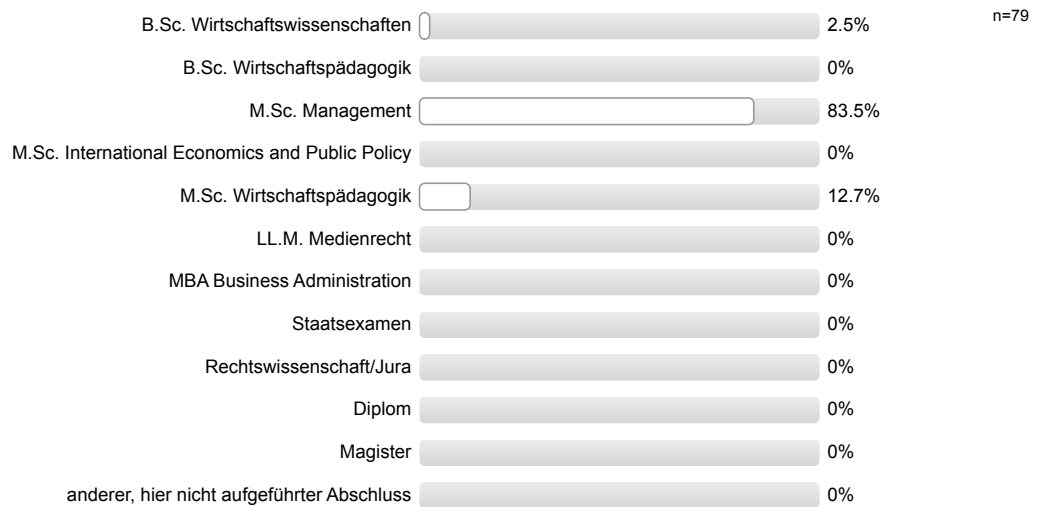 B.Sc. Wirtschaftswissenschaften 2.5% n=79
B.Sc. Wirtschaftspädagogik 0%
M.Sc. Management 83.5%
M.Sc. International Economics and Public Policy 0%
M.Sc. Wirtschaftspädagogik 12.7%
LL.M. Medienrecht 0%
MBA Business Administration 0%
Staatsexamen 0%
Rechtswissenschaft/Jura 0%
Diplom 0%
Magister 0%
anderer, hier nicht aufgeführter Abschluss 0%